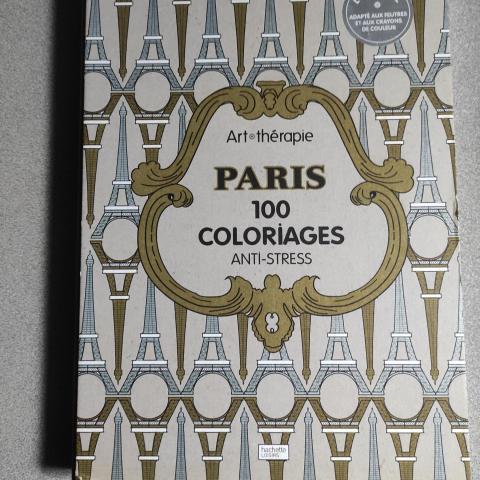 ADAPTÉ AUX FEUTRES
ET AUX CRAYONS
DE COULEUR
Art-thérapie
PARIS
100
COLORiAGES
ANTI-STRESS
hachette
LOISIRS